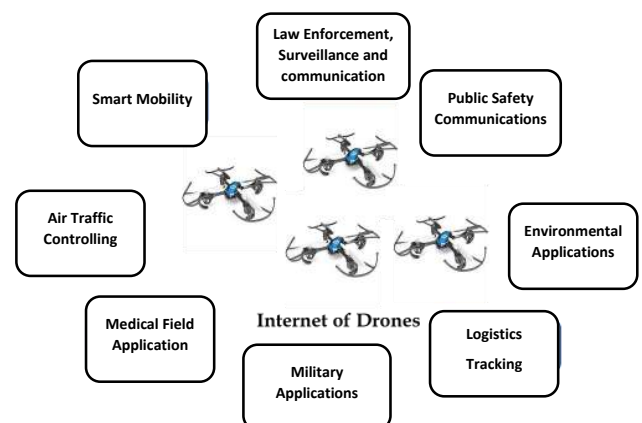 Law Enforcement,
Surveillance and
communication
Smart Mobility
Public Safety
Communications
Air Traffic
Controlling
Environmental
Applications
Medical Field
Application
Internet of Drones
Logistics
Tracking
Military
Applications